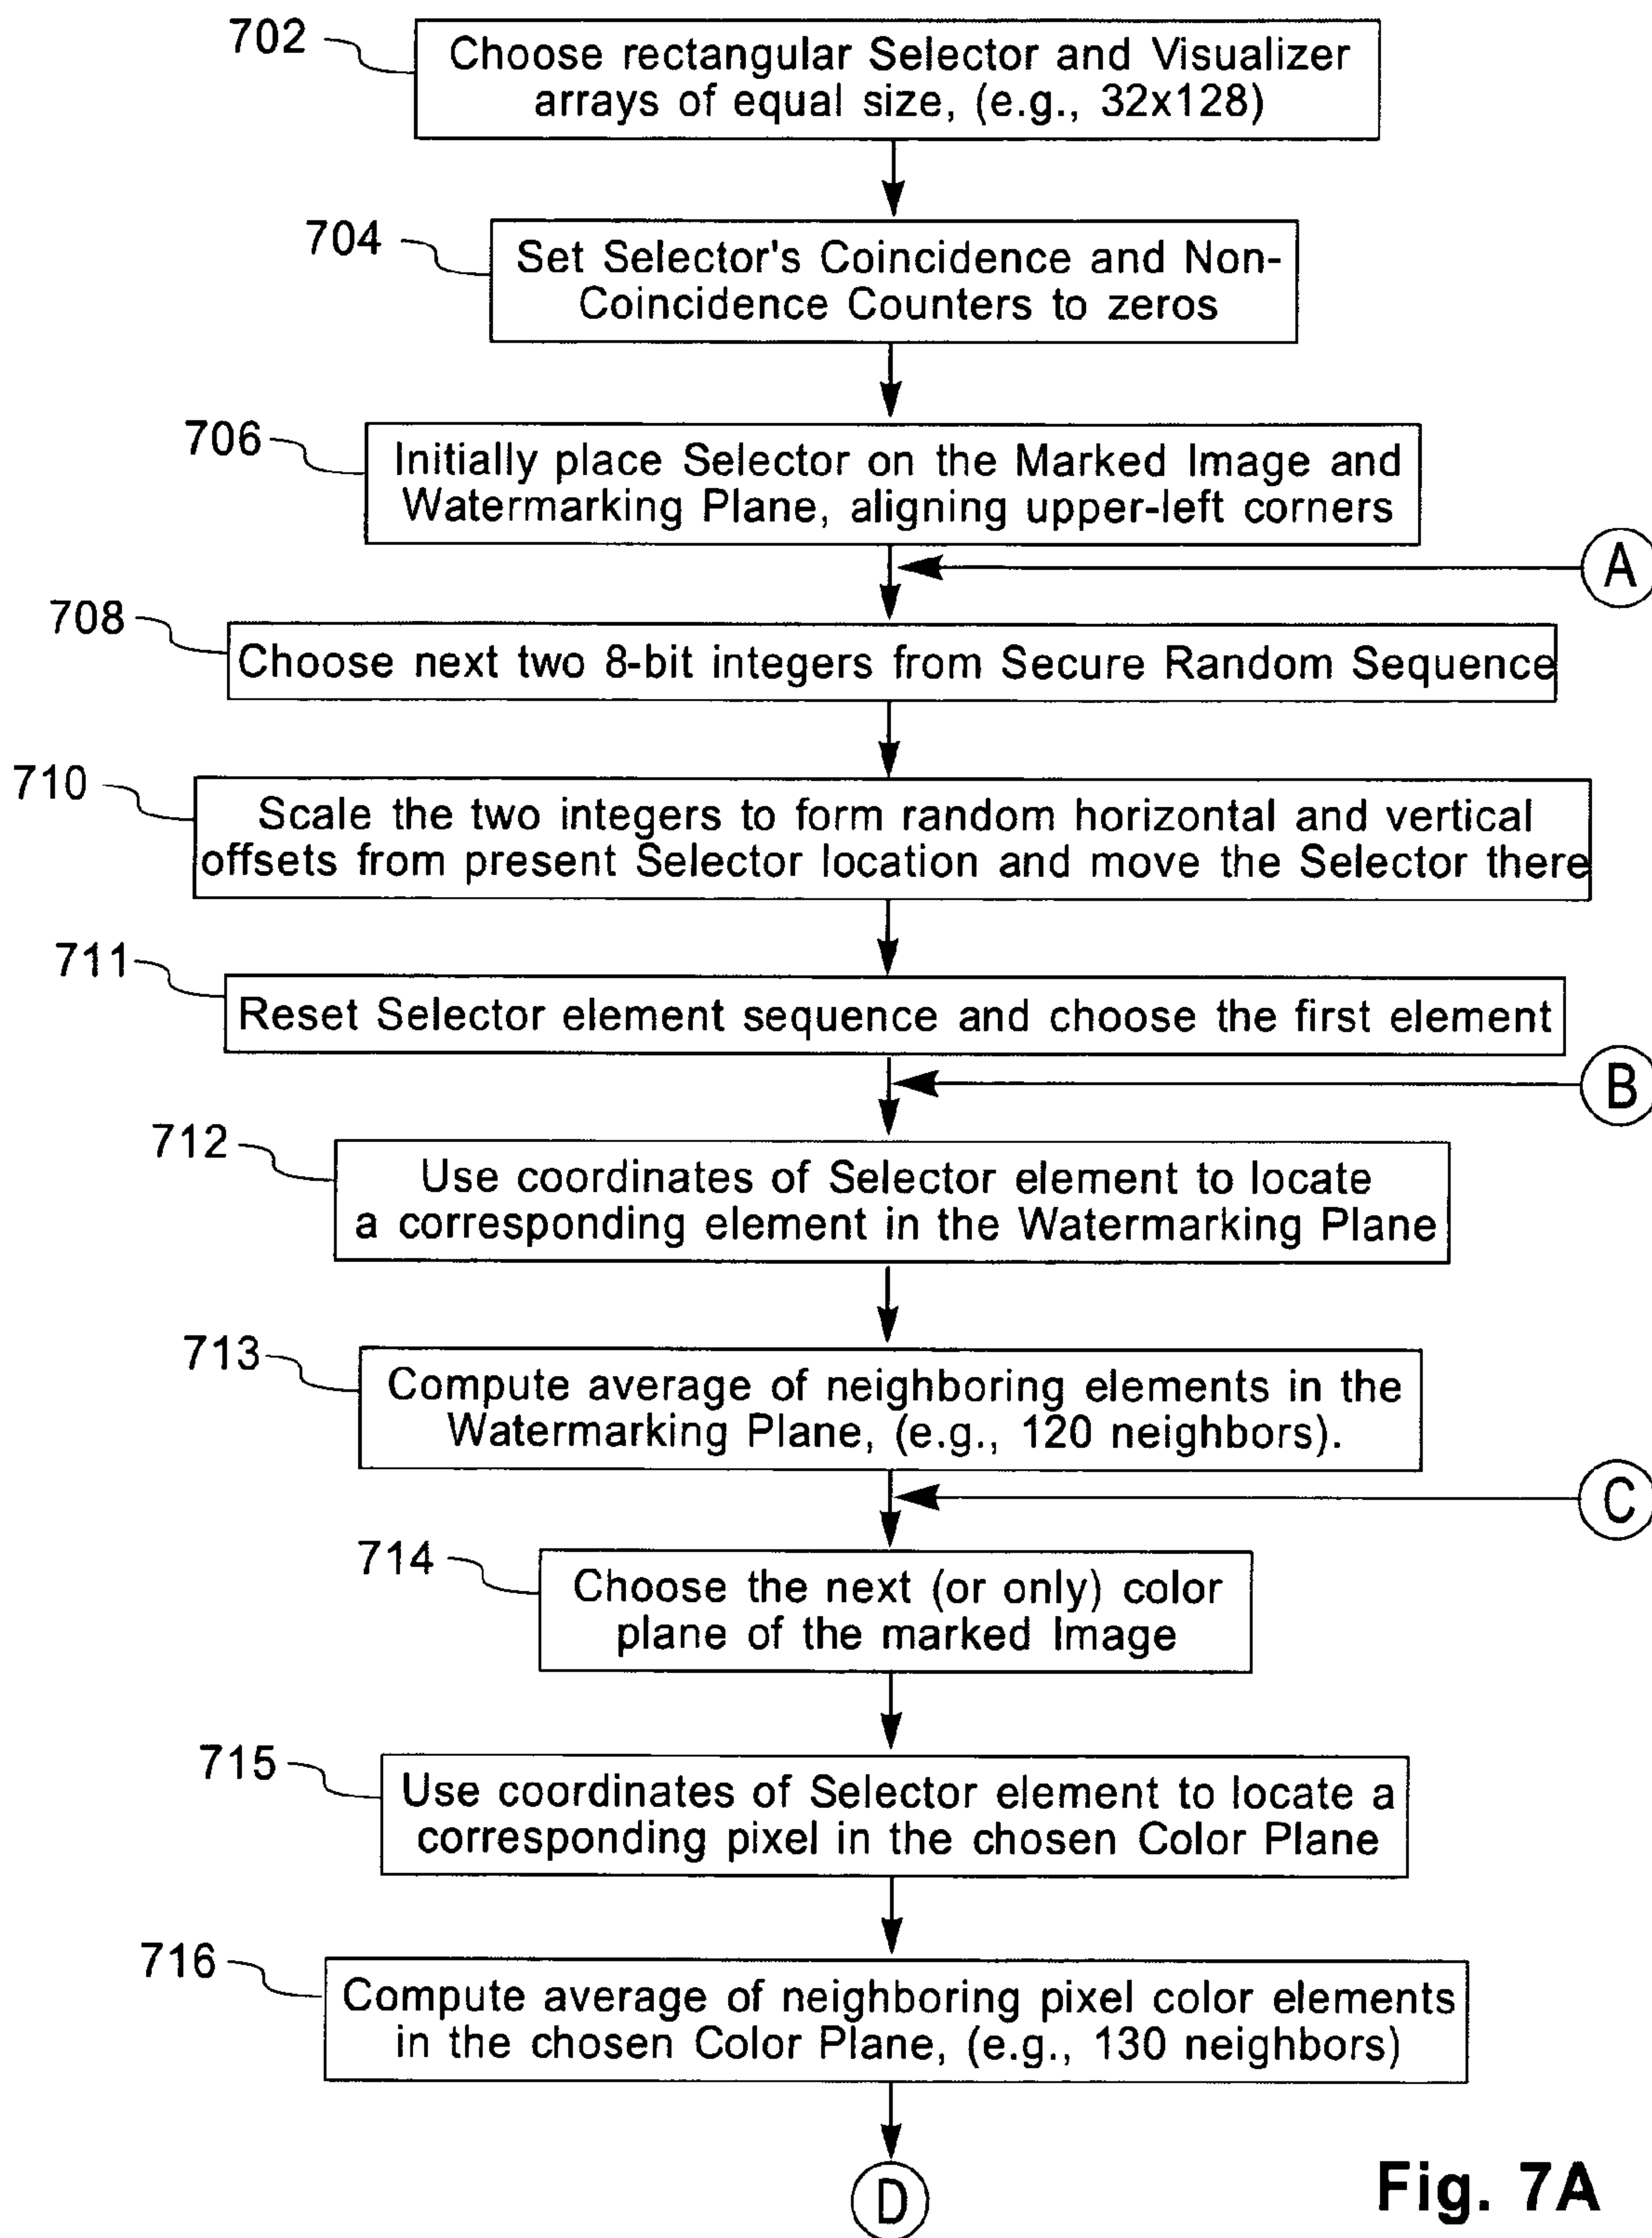 702
Choose rectangular Selector and Visualizer
arrays of equal size, (e.g., 32x128)
704
Set Selector's Coincidence and Non-
Coincidence Counters to zeros
706
Initially place Selector on the Marked Image and
Watermarking Plane, aligning upper-left corners
A
708
Choose next two 8-bit integers from Secure Random Sequence
710
Scale the two integers to form random horizontal and vertical
offsets from present Selector location and move the Selector there
711
Reset Selector element sequence and choose the first element
B
712
Use coordinates of Selector element to locate
a corresponding element in the Watermarking Plane
713
Compute average of neighboring elements in the
Watermarking Plane, (e.g., 120 neighbors).
C
714
Choose the next (or only) color
plane of the marked Image
715
Use coordinates of Selector element to locate a
corresponding pixel in the chosen Color Plane
716
Compute average of neighboring pixel color elements
in the chosen Color Plane, (e.g., 130 neighbors)
D
Fig. 7A